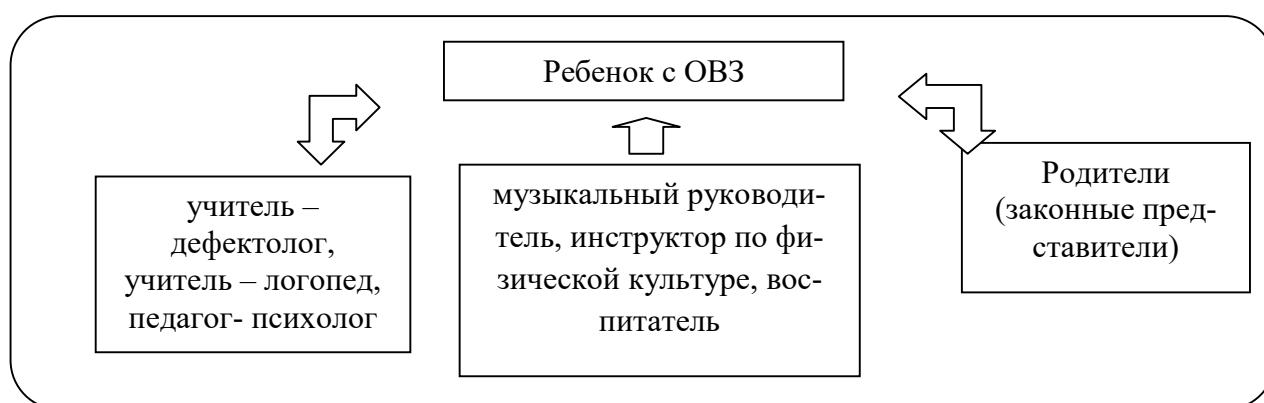 Ребенок с ОВЗ
учитель –
дефектолог,
учитель – логопед,
педагог- психолог
музыкальный руководи-
тель, инструктор по фи-
зической культуре, вос-
питатель
Родители
(законные пред-
ставители)